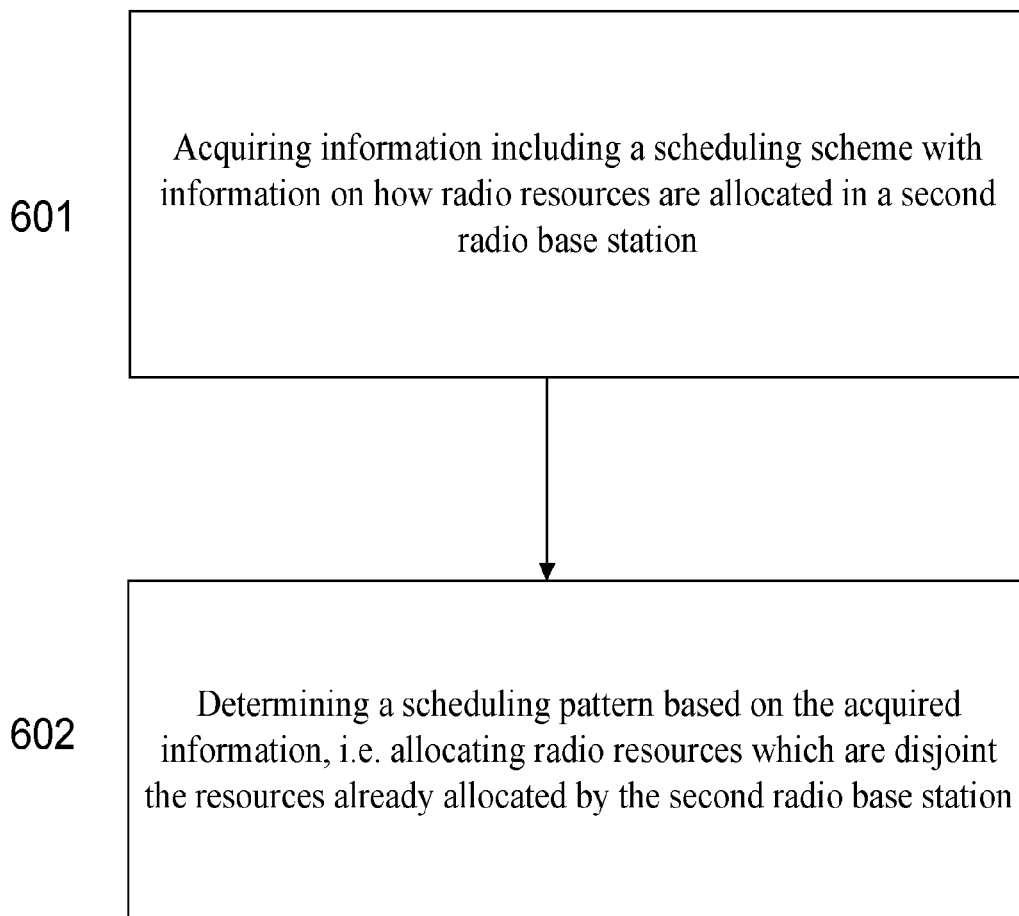 601
Acquiring information including a scheduling scheme with
information on how radio resources are allocated in a second
radio base station
602
Determining a scheduling pattern based on the acquired
information, i.e. allocating radio resources which are disjoint
the resources already allocated by the second radio base station